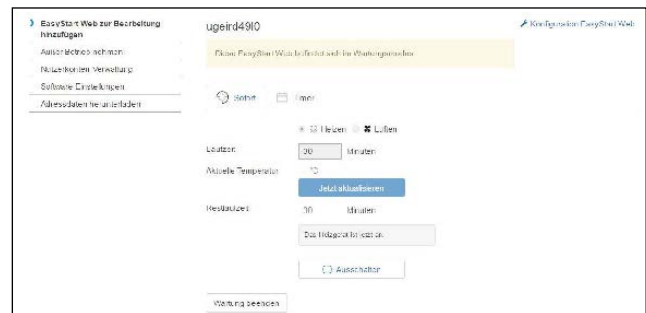 EasyStart Web zur Bearbeitung
hinzufügen
Außer Betrieb nehmen
Nutzerkonten Verwaltung
Software Einstellungen
Adressdaten herunterladen
ugeird49l0
Konfiguration EasyStart Web
Dieses EasyStart Web befindet sich im Wartungsmodus
Sofort
Timer
Heizen
Lüften
Laufzeit
30
Minuten
Aktuelle Temperatur
°C
Jetzt aktualisieren
Restlaufzeit
30
Minuten
Das Heizgerät ist jetzt an.
Ausschalten
Wartung beenden